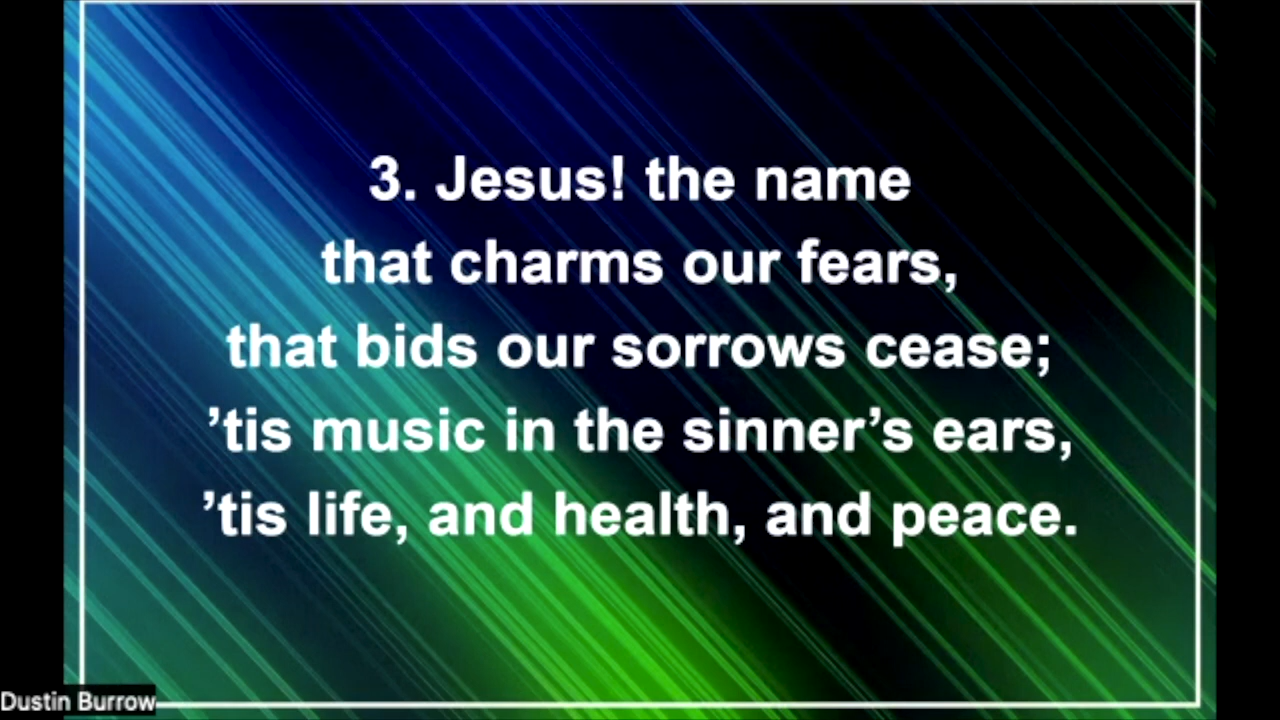 3. Jesus! the name
that charms our fears,
that bids our sorrows cease;
’tis music in the sinner’s ears,
’tis life, and health, and peace.
Dustin Burrow